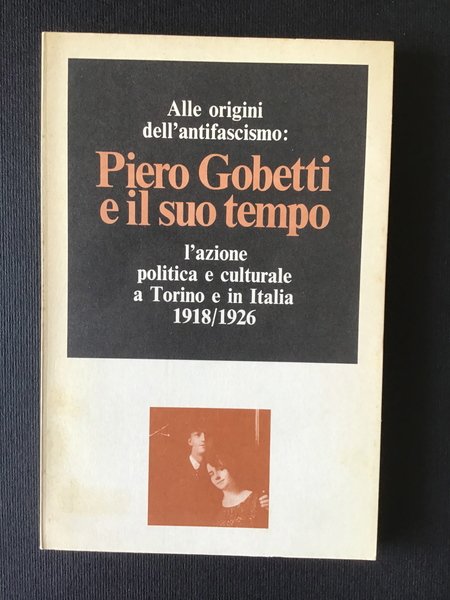 Alle origini
dell'antifascismo:
Piero Gobetti
e il suo tempo
l'azione
politica e culturale
a Torino e in Italia
1918/1926